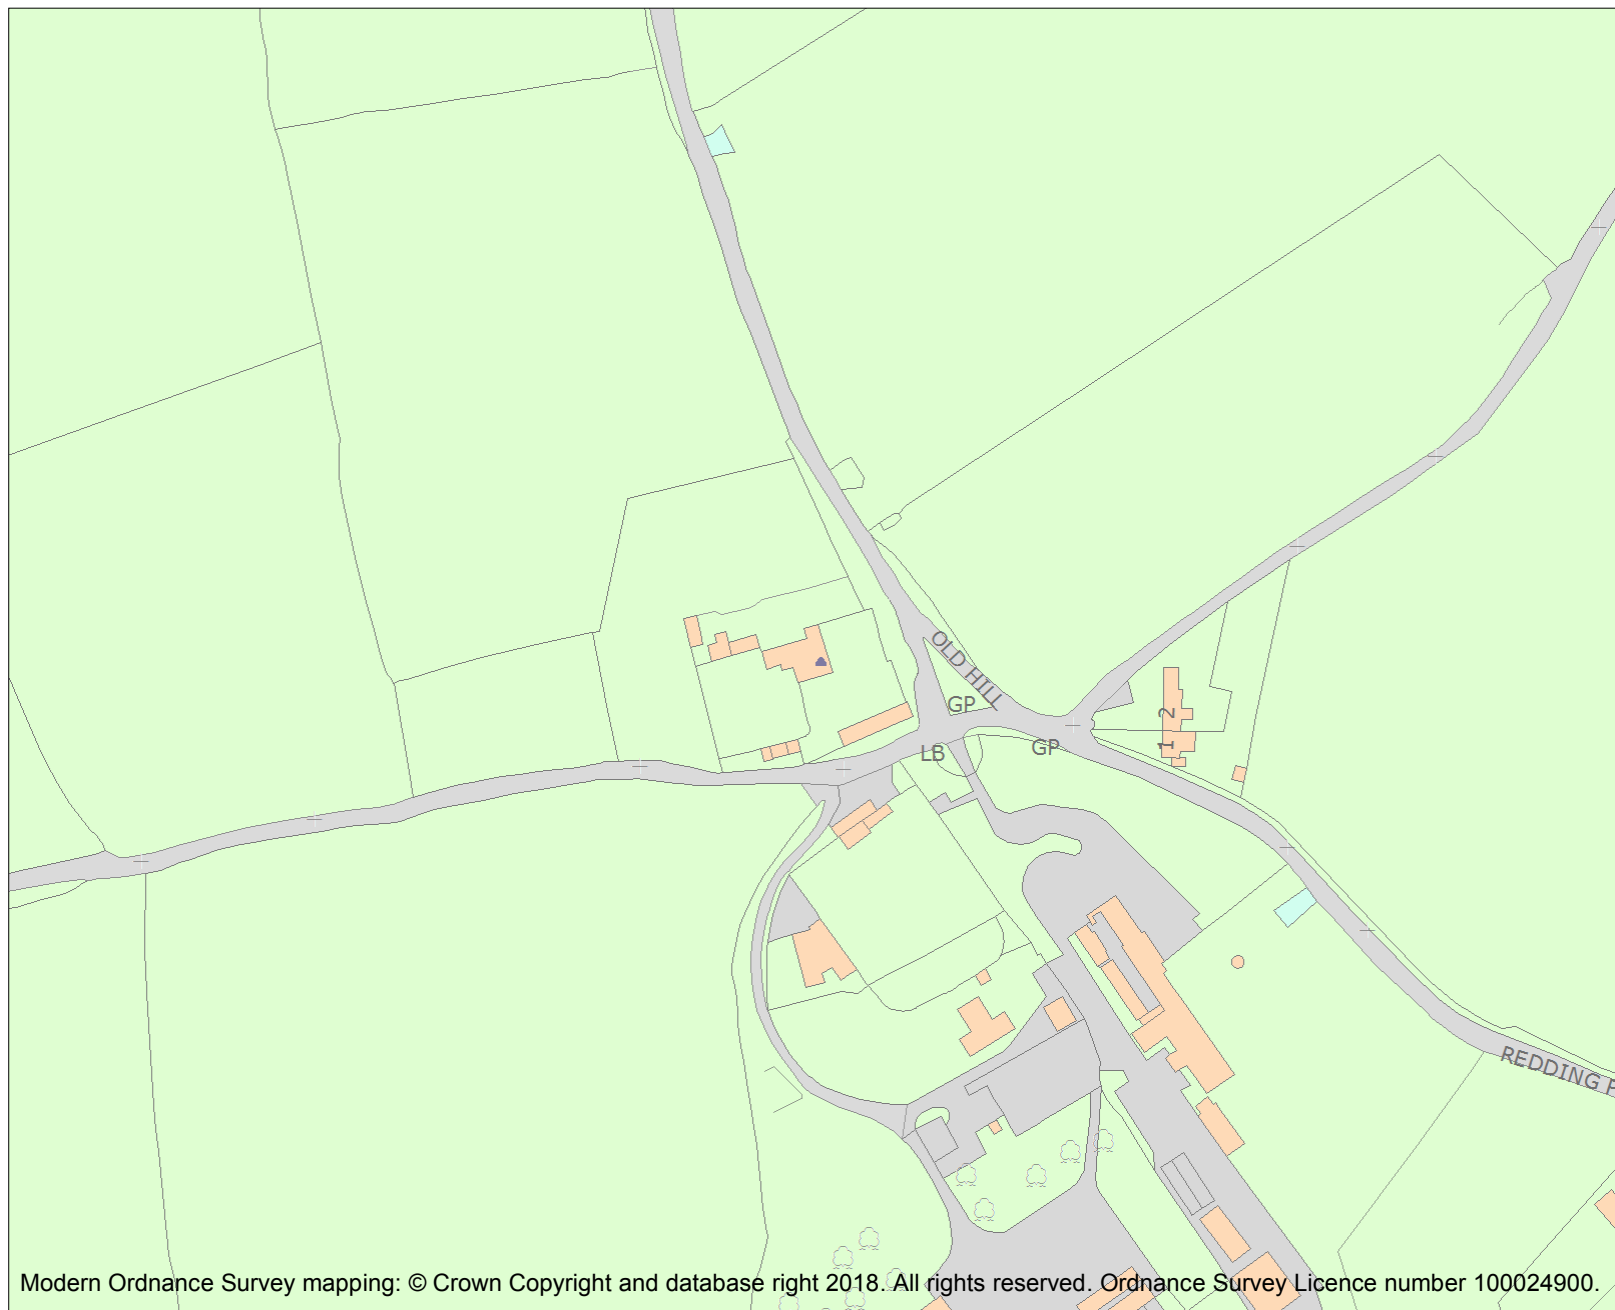 OLD HILL
GP
2
LB
GP
1
REDDING
Modern Ordnance Survey mapping: © Crown Copyright and database right 2018. All rights reserved. Ordnance Survey Licence number 100024900.